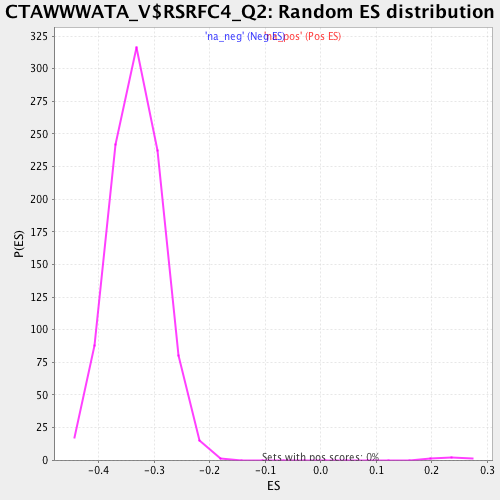 CTAWWWATA_V$RSRFC4_Q2: Random ES distribution
'na_neg' (Neg ES)
'na_pos' (Pos ES)
325
300
275
250
225
200
175
150
125
100
75
50
25
0
P(ES)
Sets with pos scores: 0%
-0.4 -0.3 -0.2 -0.1 0.0 0.1 0.2 0.3
ES